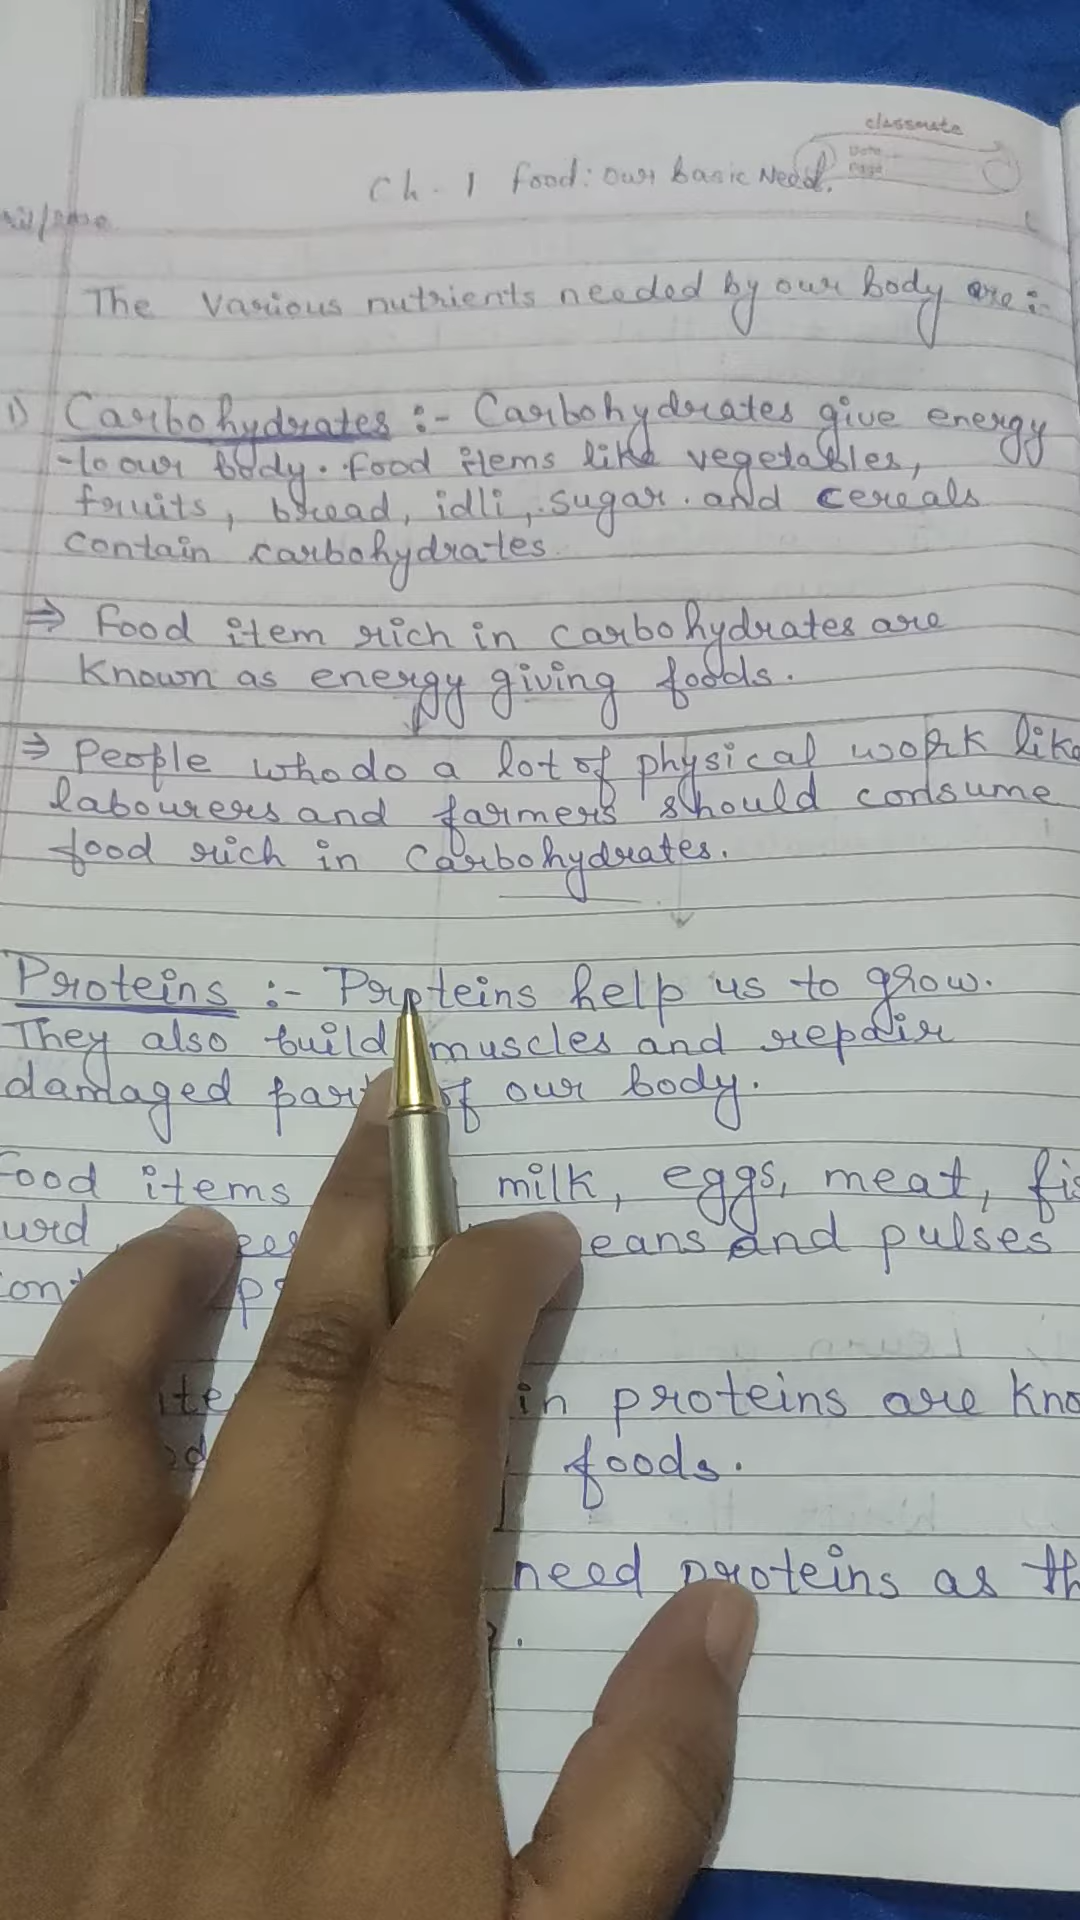 classmate
Date
Page
Ch - 1 Food: our basic Need.
The Various nutrients needed by our body are :-
1) Carbohydrates :- Carbohydrates give energy
to our body. food items like vegetables,
fruits, bread, idli, sugar. and cereals
contain carbohydrates.
⇒ Food item rich in carbohydrates are
known as energy giving foods.
⇒ People who do a lot of physical work like
labourers and farmers should consume
food rich in carbohydrates.
Proteins :- Proteins help us to grow.
They also build muscles and repair
damaged part of our body.
Food items milk, eggs, meat, fis
urd and pulses
in proteins are kno
foods.
need proteins as th